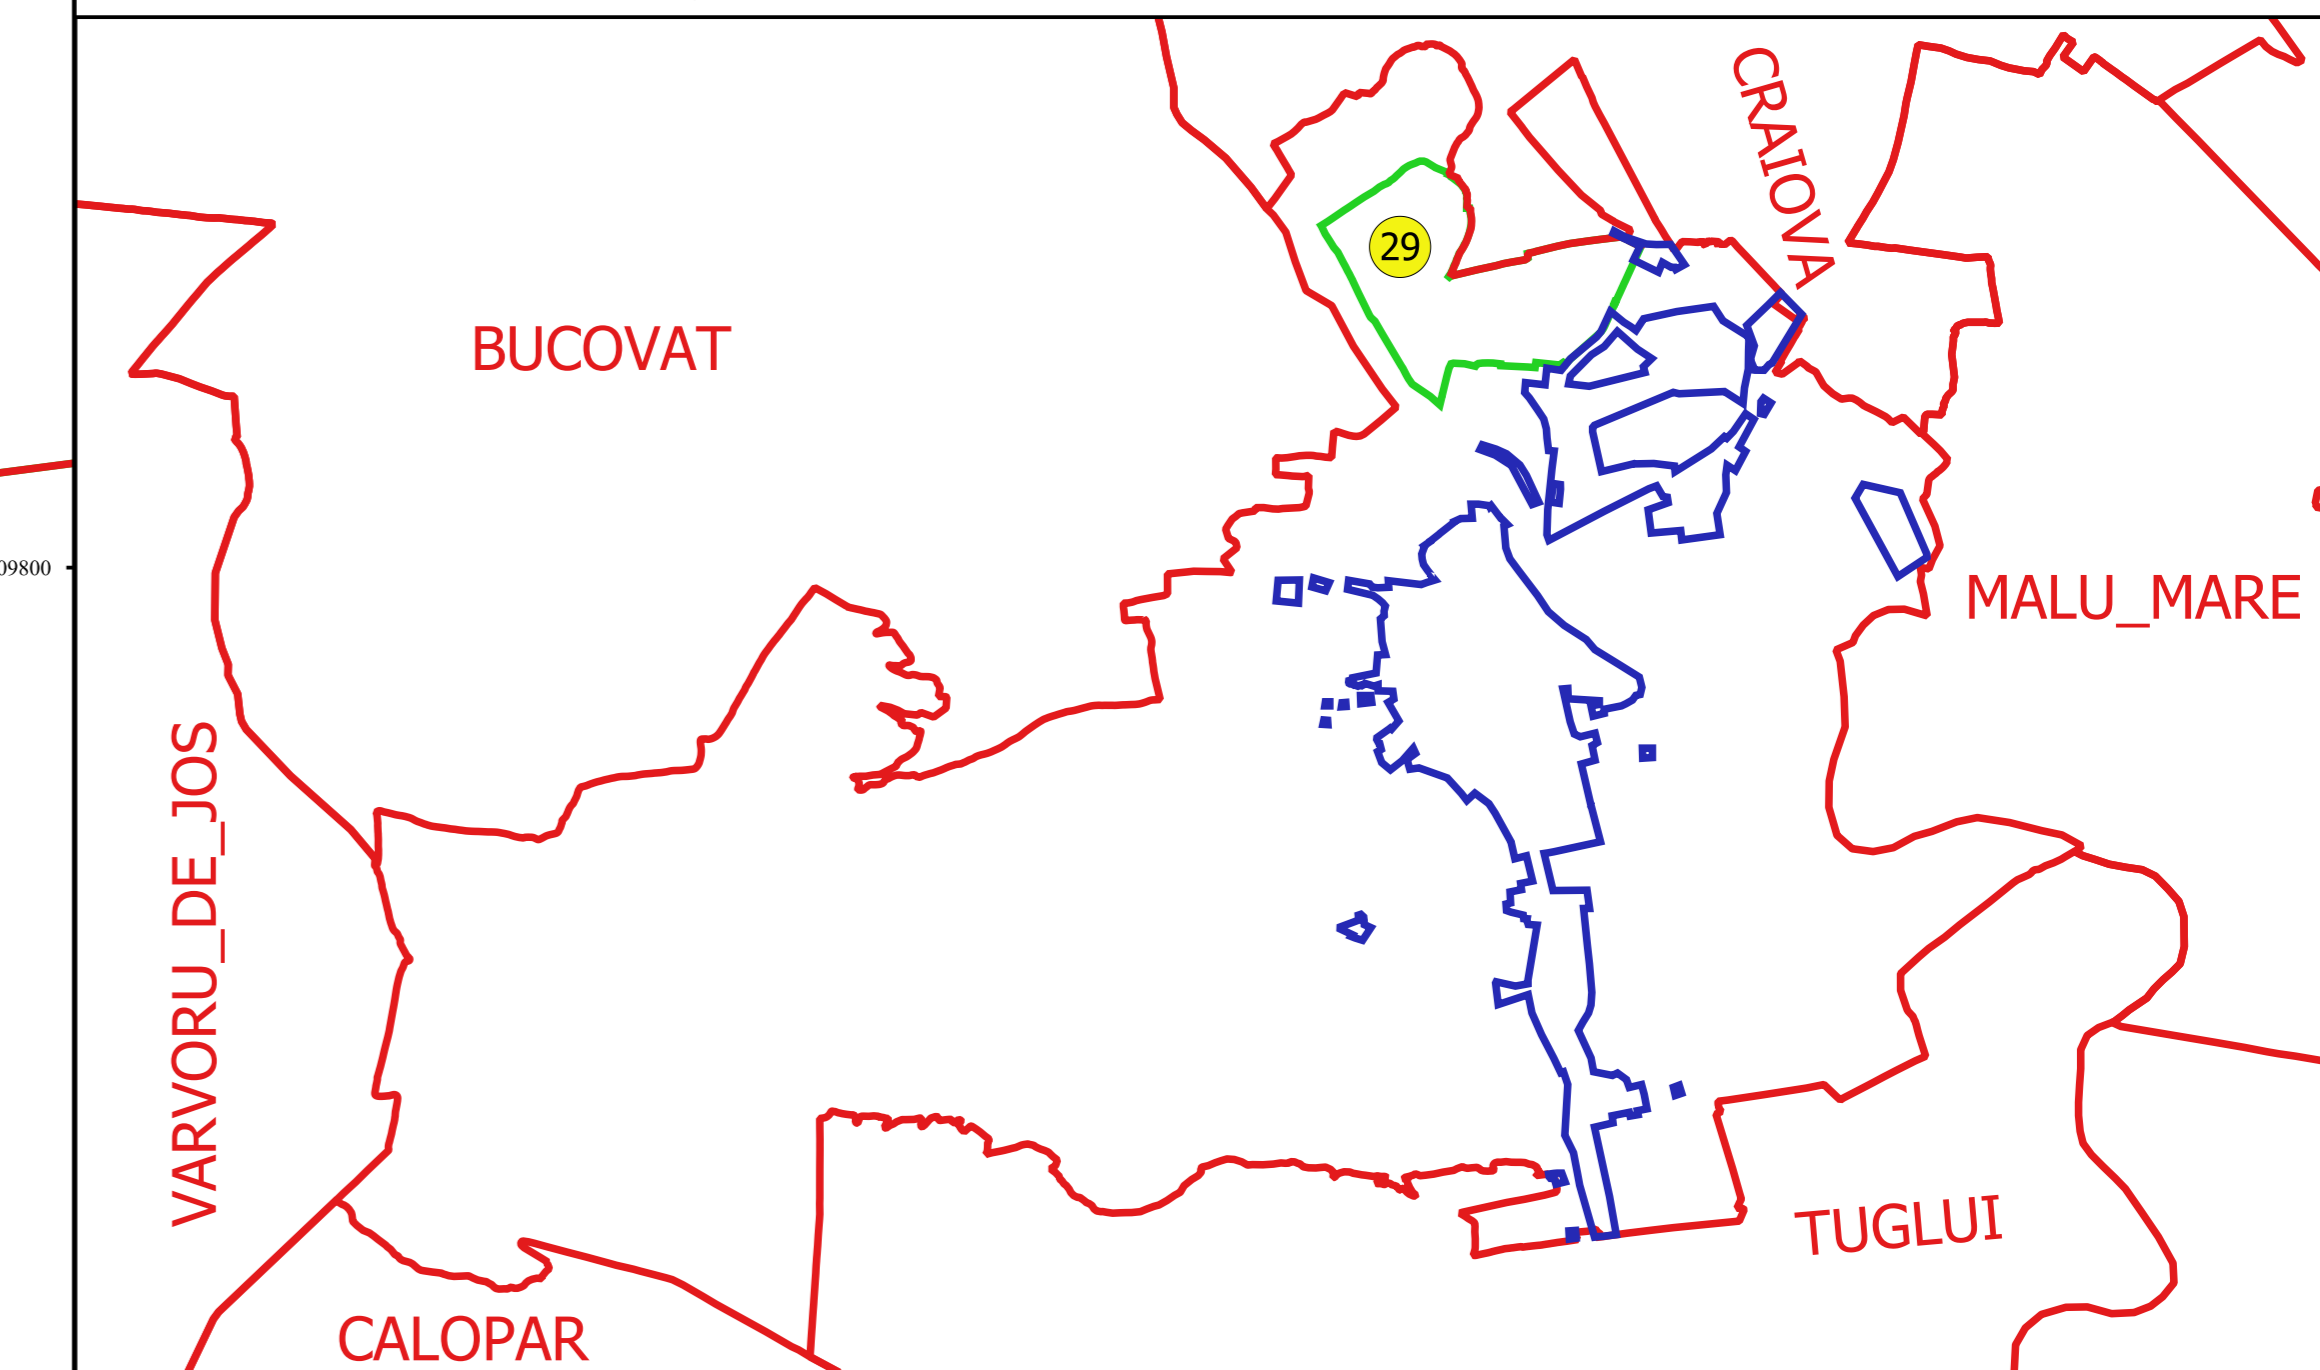 CRAIOVA
29
BUCOVAT
09800
MALU_MARE
VARVORU_DE_JOS
TUGLUI
CALOPAR